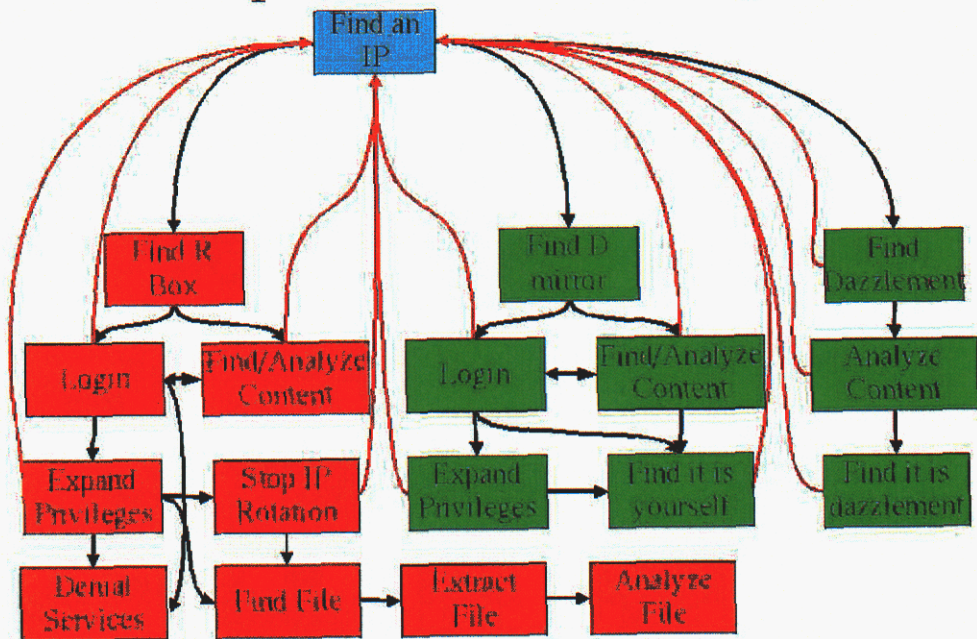 Find an
IP
Find R
Box
Find D
mirror
Find
Dazzlement
Login
Find/Analyze
Content
Login
Find/Analyze
Content
Analyze
Content
Expand
Privileges
Stop IP
Rotation
Expand
Privileges
Find it is
yourself
Find it is
dazzlement
Denial
Services
Find File
Extract
File
Analyze
File